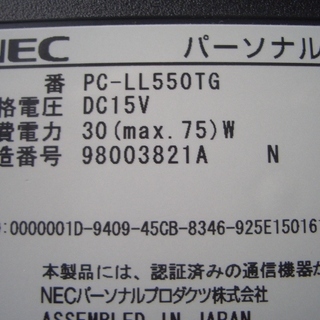 NEC パーソナル
番 PC-LL550TG
格電圧 DC15V
費電力 30(max.75)W
造番号 98003821A N
:0000001D-9409-45CB-8346-925E15016
本製品には、認証済みの通信機器か
NECパーソナルプロダクツ株式会社
ASSEMBLED IN JAPAN